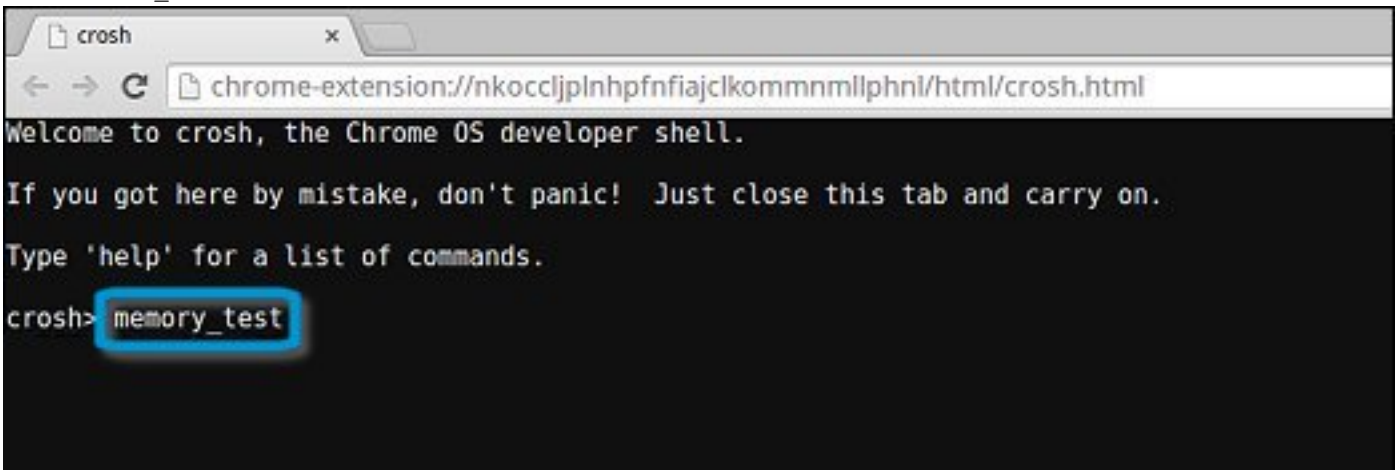 crosh
chrome-extension://nkoccljplnhpfnfiajclkommnmllphnl/html/crosh.html
Welcome to crosh, the Chrome OS developer shell.
If you got here by mistake, don't panic!  Just close this tab and carry on.
Type 'help' for a list of commands.
crosh> memory_test